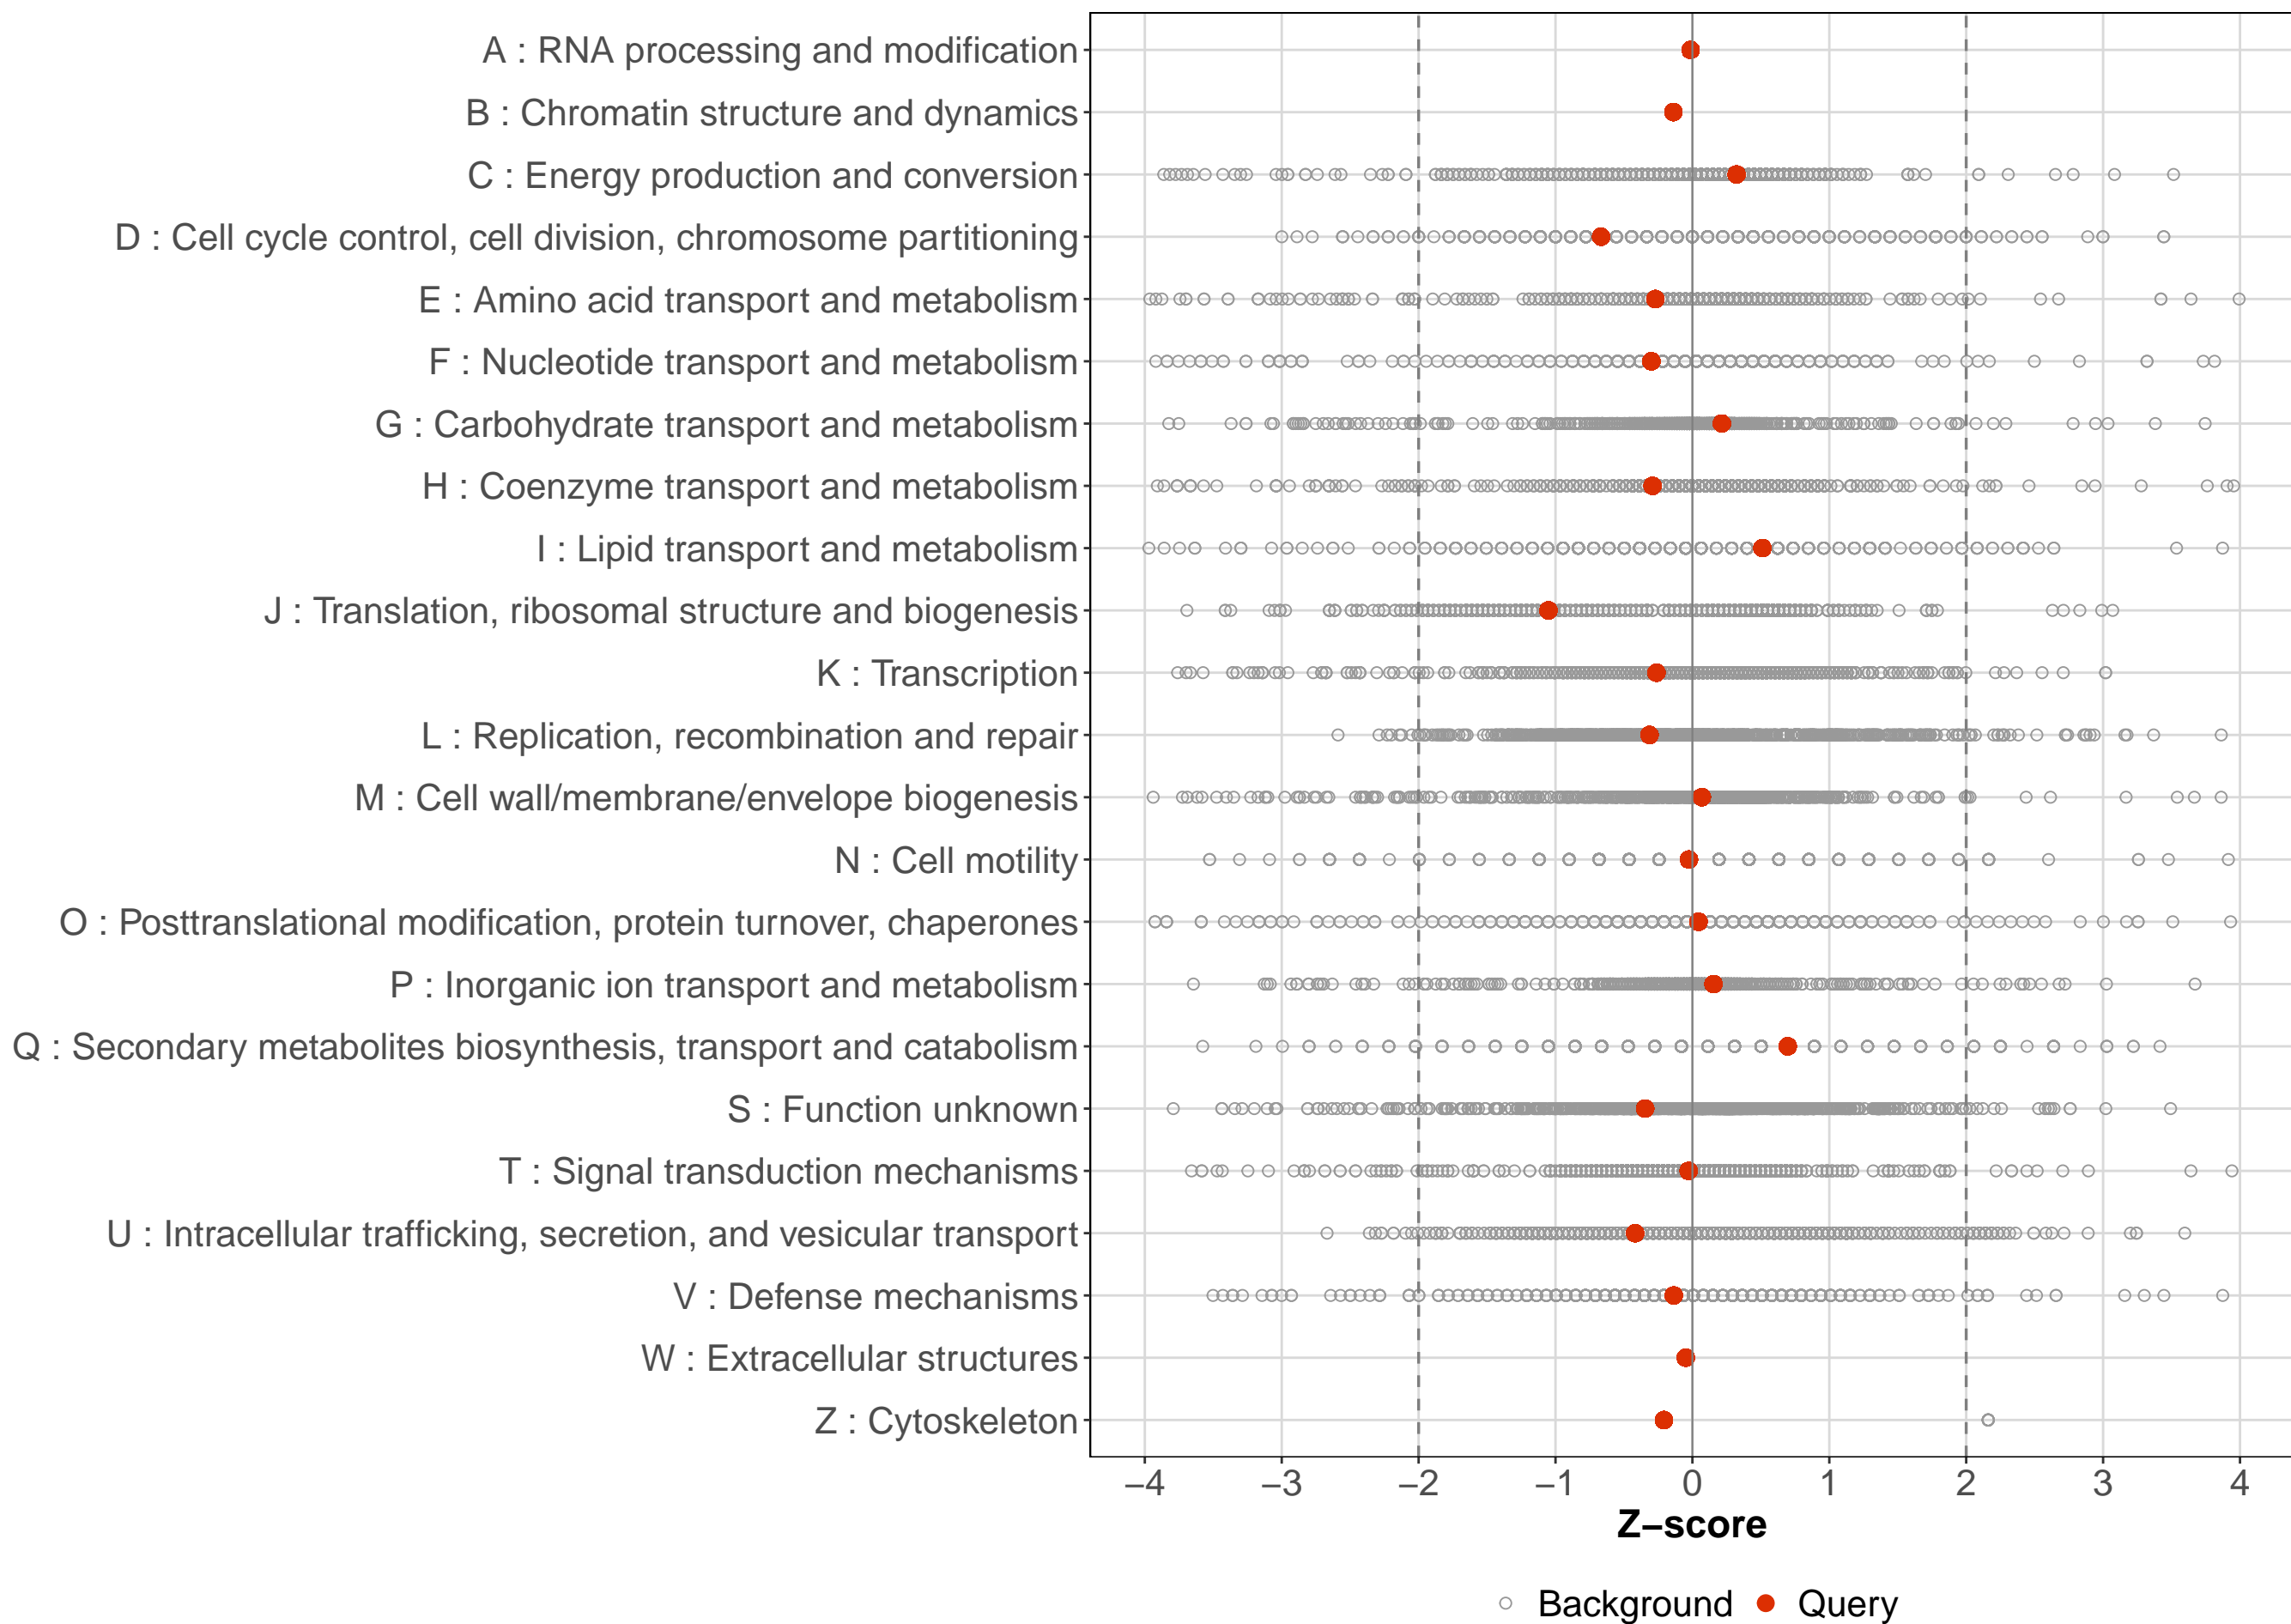 A : RNA processing and modification
B : Chromatin structure and dynamics
C : Energy production and conversion
D : Cell cycle control, cell division, chromosome partitioning
E : Amino acid transport and metabolism
F : Nucleotide transport and metabolism
G : Carbohydrate transport and metabolism
H : Coenzyme transport and metabolism
I : Lipid transport and metabolism
J : Translation, ribosomal structure and biogenesis
K : Transcription
L : Replication, recombination and repair
M : Cell wall/membrane/envelope biogenesis
N : Cell motility
O : Posttranslational modification, protein turnover, chaperones
P : Inorganic ion transport and metabolism
Q : Secondary metabolites biosynthesis, transport and catabolism
S : Function unknown
T : Signal transduction mechanisms
U : Intracellular trafficking, secretion, and vesicular transport
V : Defense mechanisms
W : Extracellular structures
Z : Cytoskeleton
−4 −3 −2 −1 0 1 2 3 4
Z−score
Background Query